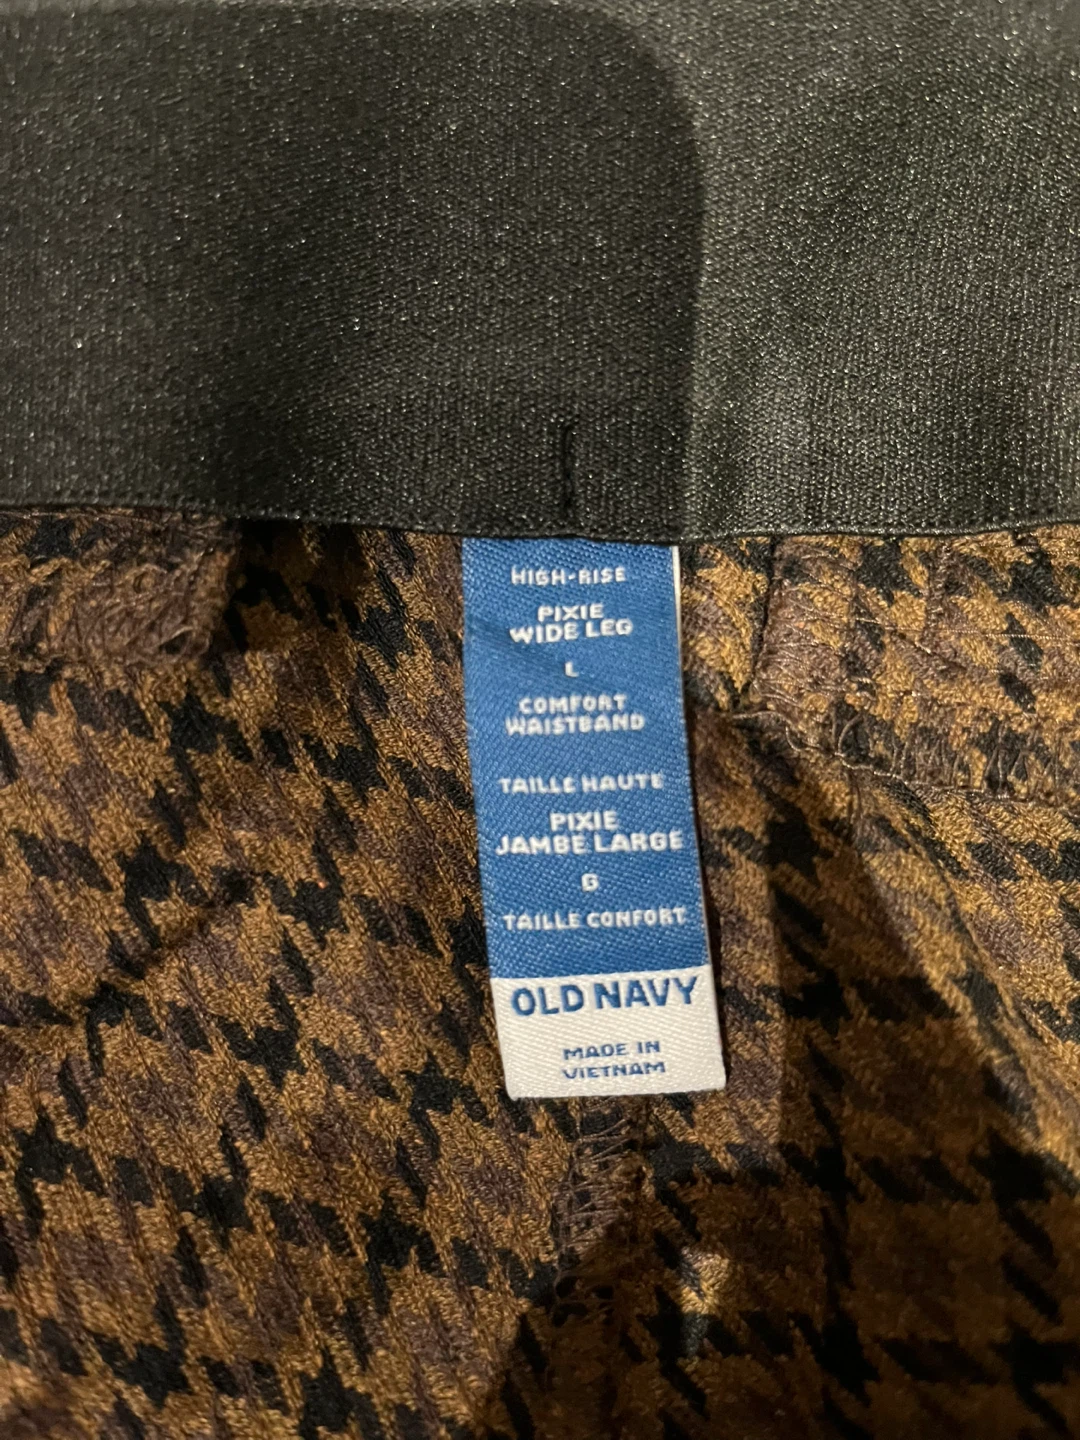 HIGH-RISE
PIXIE
WIDE LEG
L
COMFORT
WAISTBAND
TAILLE HAUTE
PIXIE
JAMBE LARGE
G
TAILLE CONFORT
OLD NAVY
MADE IN
VIETNAM